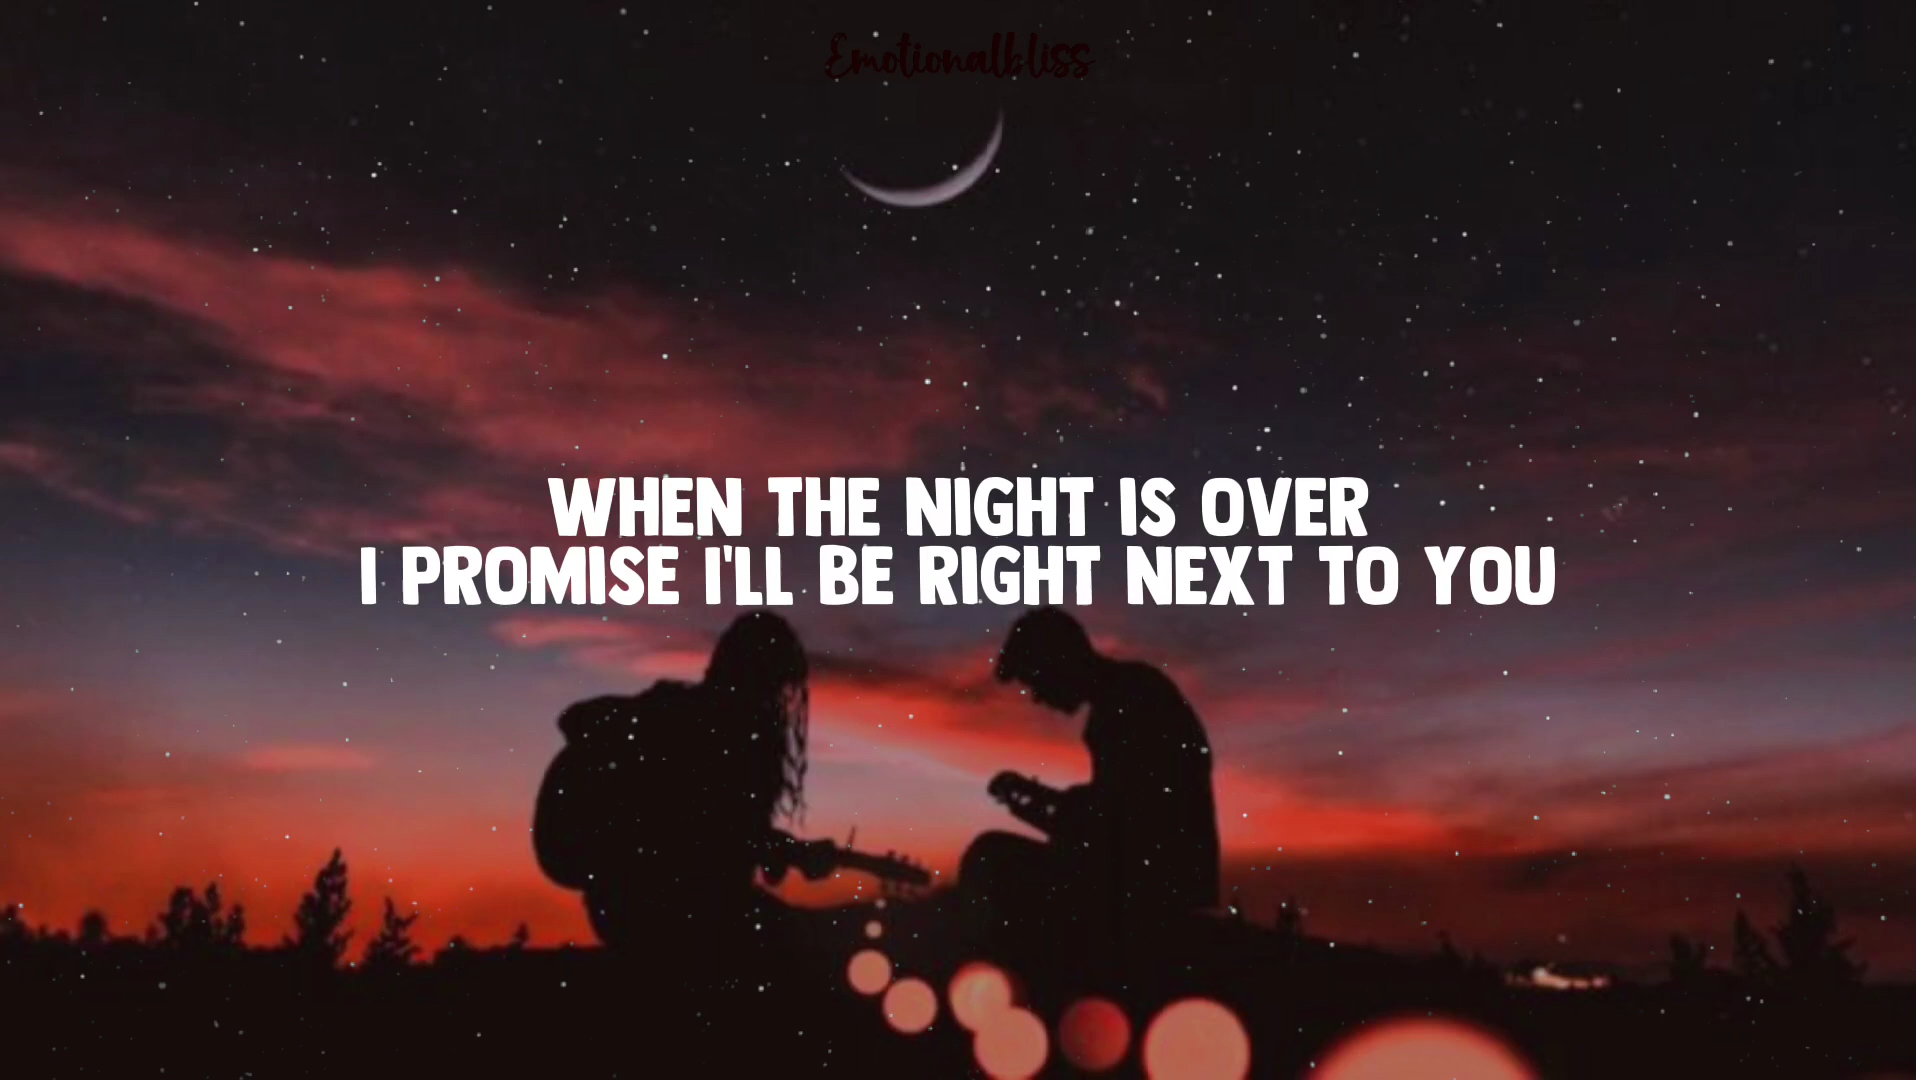 Emotionalbliss
WHEN THE NIGHT IS OVER
I PROMISE I'LL BE RIGHT NEXT TO YOU